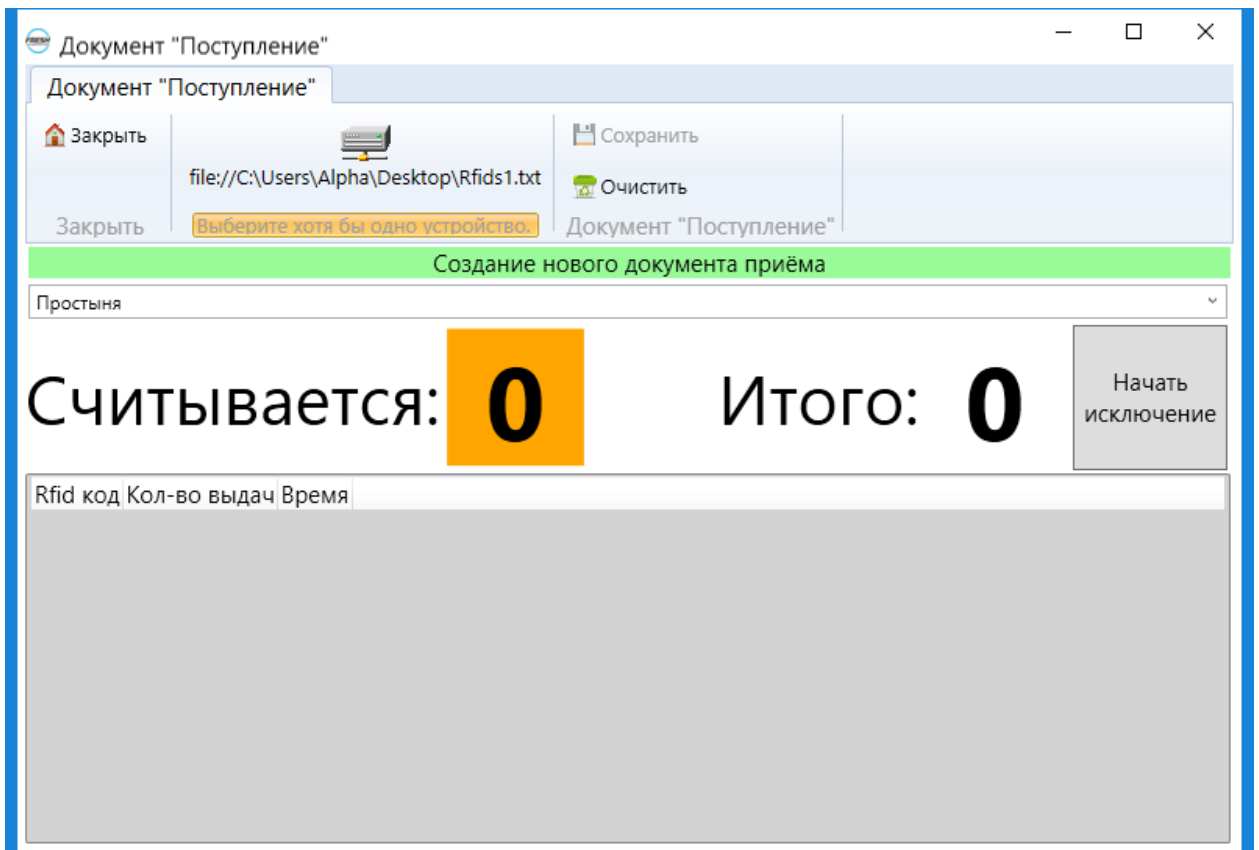 FRESH Документ "Поступление"
Документ "Поступление"
Закрыть
file://C:\Users\Alpha\Desktop\Rfids1.txt
Сохранить
Очистить
Закрыть
Выберите хотя бы одно устройство.
Документ "Поступление"
Создание нового документа приёма
Простыня
Считывается: 0
Итого: 0
Начать
исключение
Rfid код Кол-во выдач Время